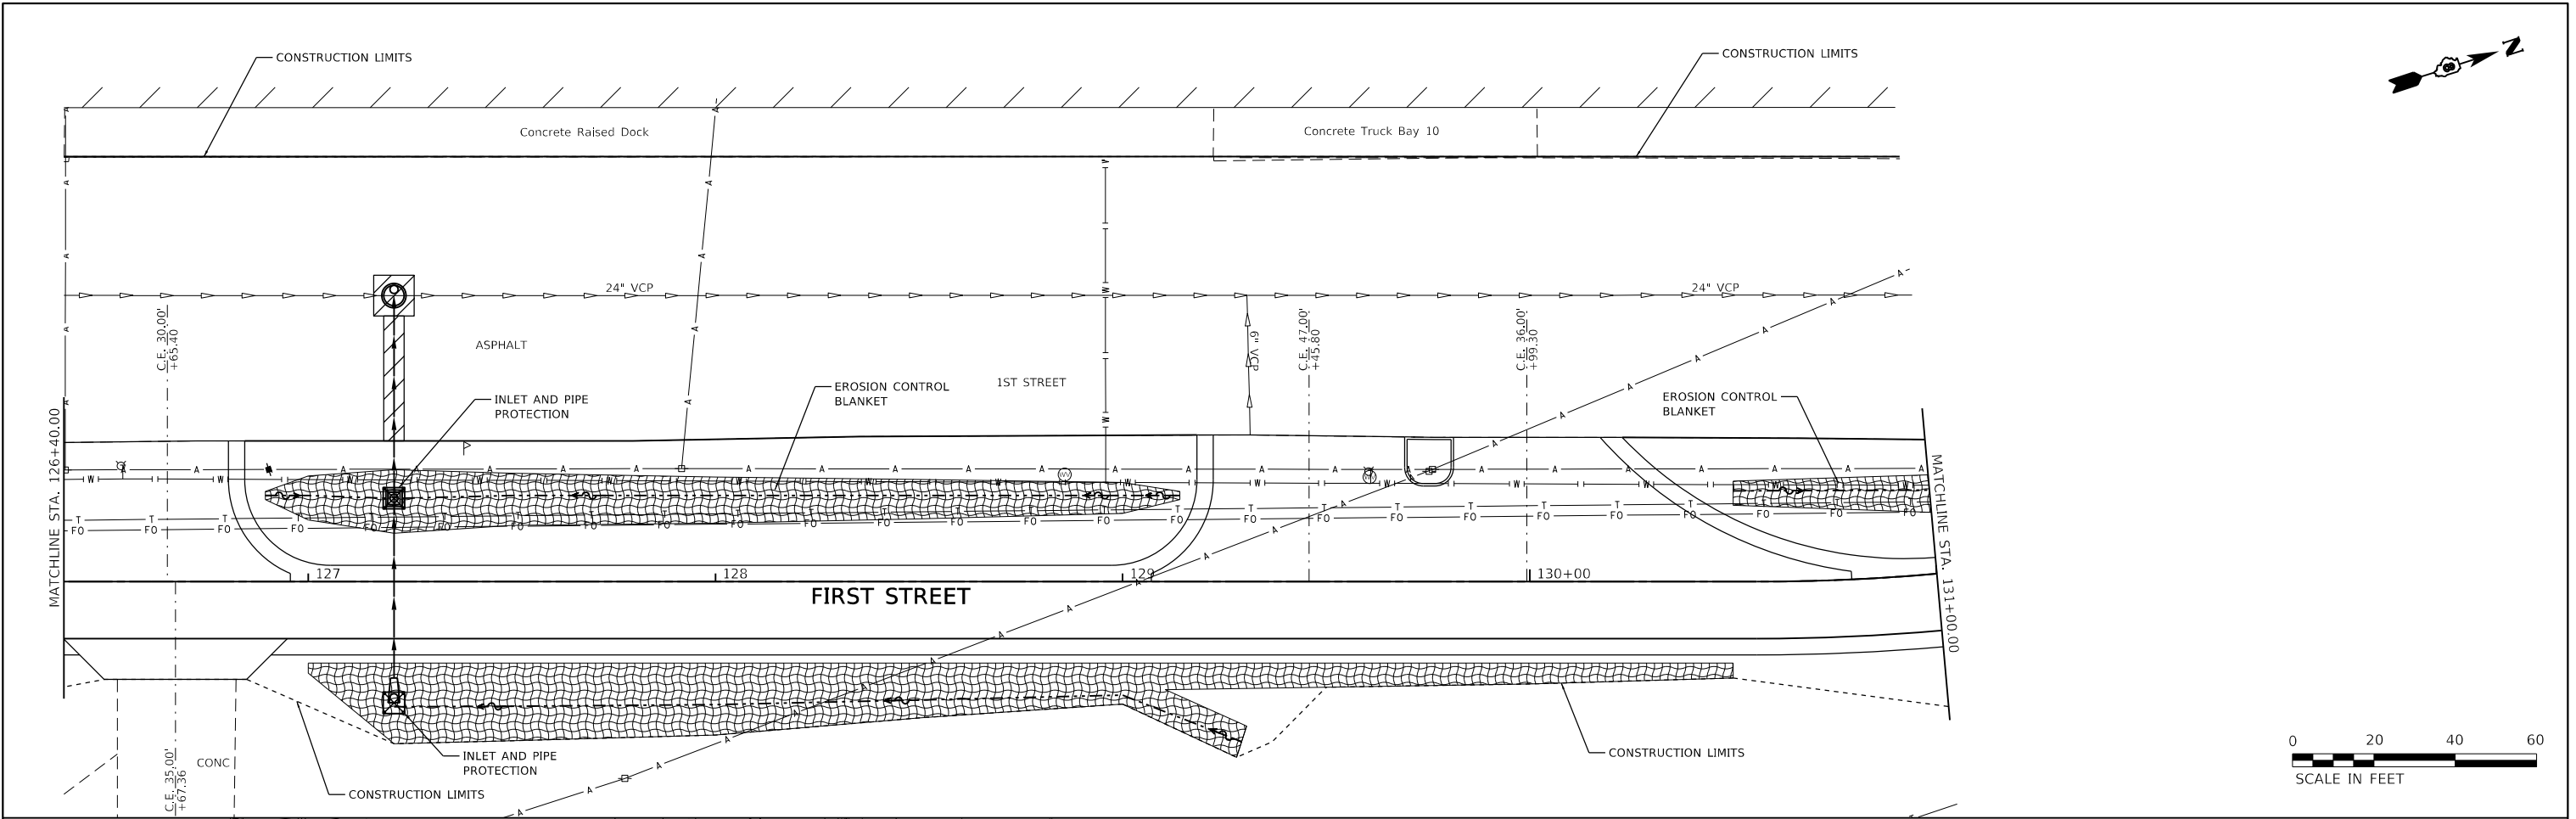 CONSTRUCTION LIMITS
CONSTRUCTION LIMITS
N
Concrete Raised Dock
Concrete Truck Bay 10
24" VCP
24" VCP
C.E. 30.00'
+65.40
ASPHALT
6" VCP
C.E. 47.00'
+45.80
C.E. 36.00'
+99.30
1ST STREET
INLET AND PIPE
PROTECTION
EROSION CONTROL
BLANKET
EROSION CONTROL
BLANKET
MATCHLINE STA. 126+40.00
MATCHLINE STA. 131+00.00
127
128
129
130+00
FIRST STREET
C.E. 35.00'
+67.36
CONC
INLET AND PIPE
PROTECTION
CONSTRUCTION LIMITS
CONSTRUCTION LIMITS
0 20 40 60
SCALE IN FEET